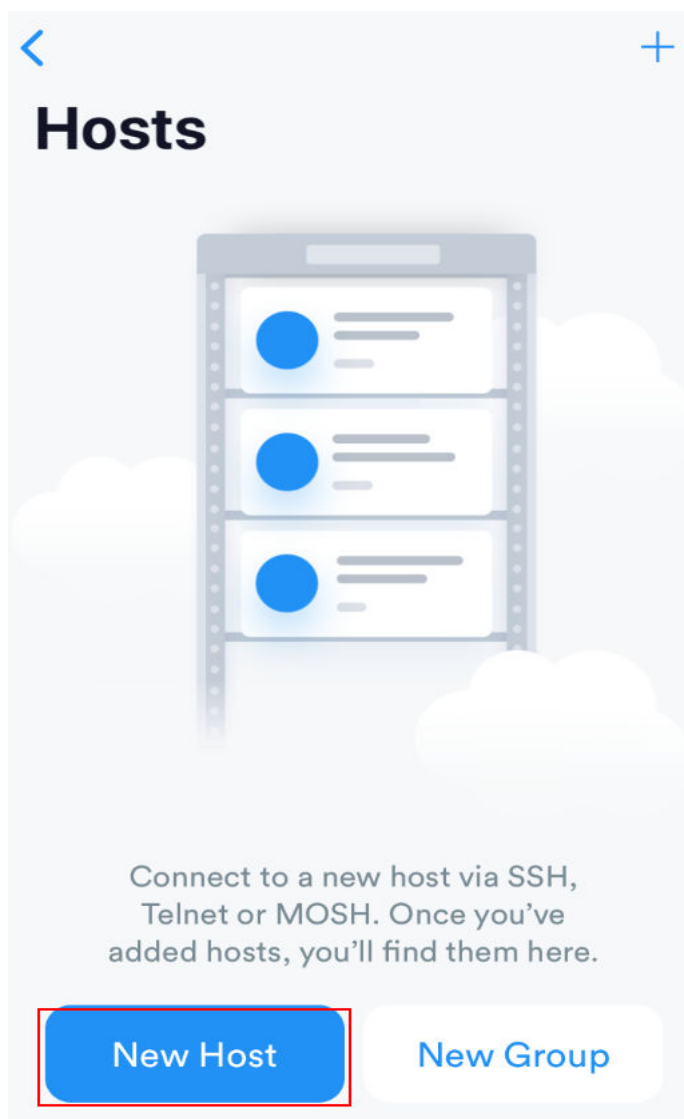 Hosts
Connect to a new host via SSH,
Telnet or MOSH. Once you’ve
added hosts, you’ll find them here.
New Host
New Group